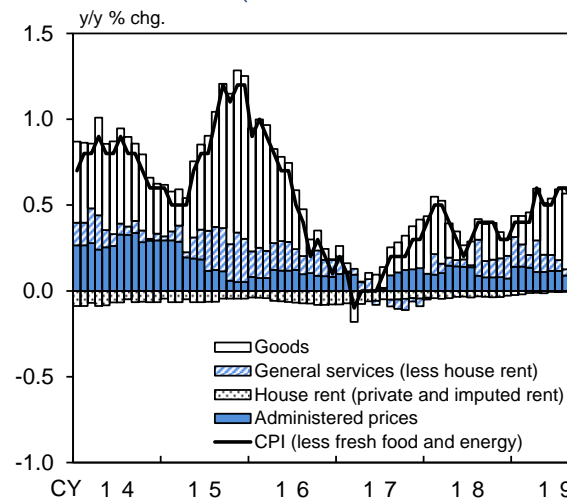 y/y % chg.
1.5
1.0
0.5
0.0
-0.5
-1.0
Goods
General services (less house rent)
House rent (private and imputed rent)
Administered prices
CPI (less fresh food and energy)
CY 14 15 16 17 18 19